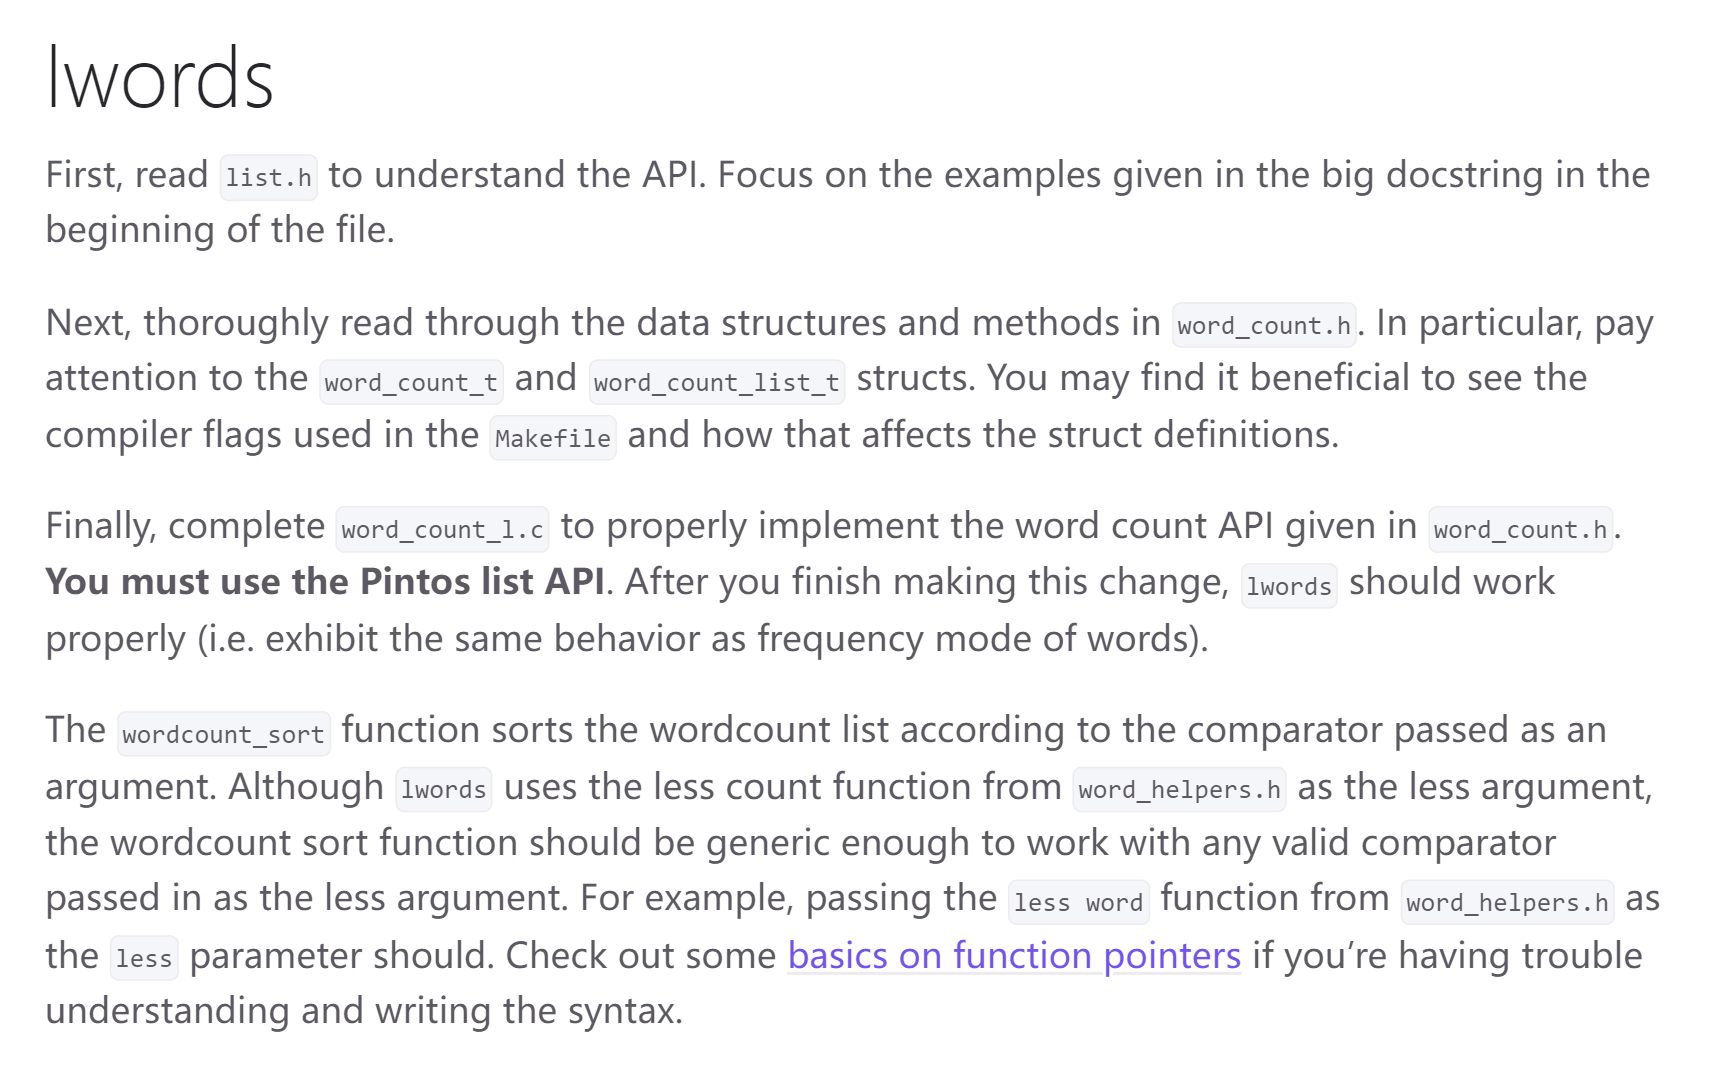 lwords
First, read list.h to understand the API. Focus on the examples given in the big docstring in the
beginning of the file.
Next, thoroughly read through the data structures and methods in word_count.h. In particular, pay
attention to the word_count_t and word_count_list_t structs. You may find it beneficial to see the
compiler flags used in the Makefile and how that affects the struct definitions.
Finally, complete word_count_l.c to properly implement the word count API given in word_count.h.
You must use the Pintos list API. After you finish making this change, lwords should work
properly (i.e. exhibit the same behavior as frequency mode of words).
The wordcount_sort function sorts the wordcount list according to the comparator passed as an
argument. Although lwords uses the less count function from word_helpers.h as the less argument,
the wordcount sort function should be generic enough to work with any valid comparator
passed in as the less argument. For example, passing the less word function from word_helpers.h as
the less parameter should. Check out some basics on function pointers if you’re having trouble
understanding and writing the syntax.